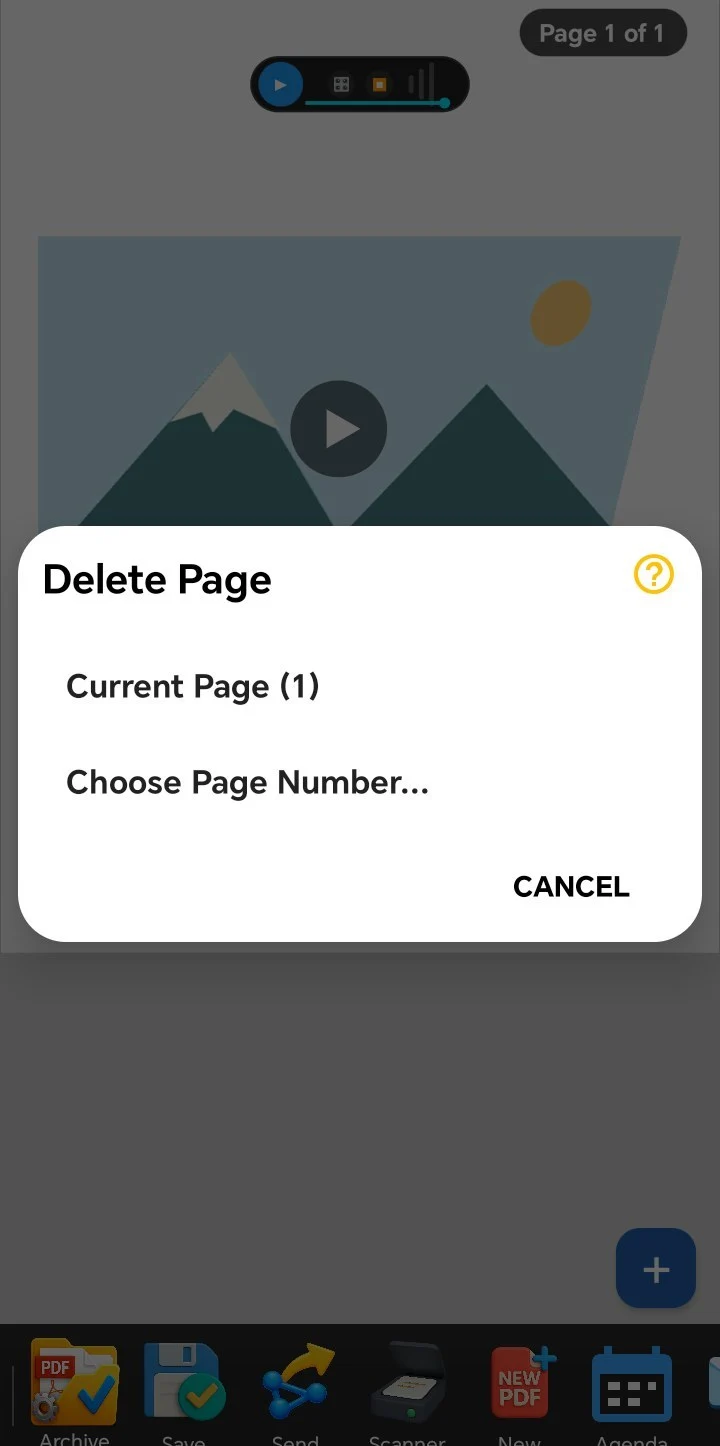 Page 1 of 1
Delete Page
Current Page (1)
Choose Page Number...
CANCEL
PDF
NEW
PDF
Archive
Save
Send
Scanner
New
Agenda